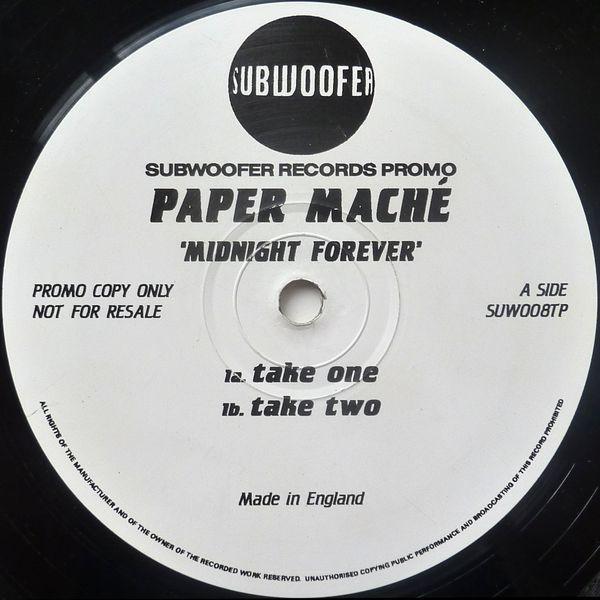 SUBWOOFER
SUBWOOFER RECORDS PROMO
PAPER MACHÉ
'MIDNIGHT FOREVER'
PROMO COPY ONLY
NOT FOR RESALE
A SIDE
SUW008TP
1a. take one
1b. take two
Made in England
ALL RIGHTS OF THE MANUFACTURER AND OF THE OWNER OF THE RECORDED WORK RESERVED. UNAUTHORISED COPYING PUBLIC PERFORMANCE AND BROADCASTING OF THIS RECORD PROHIBITED